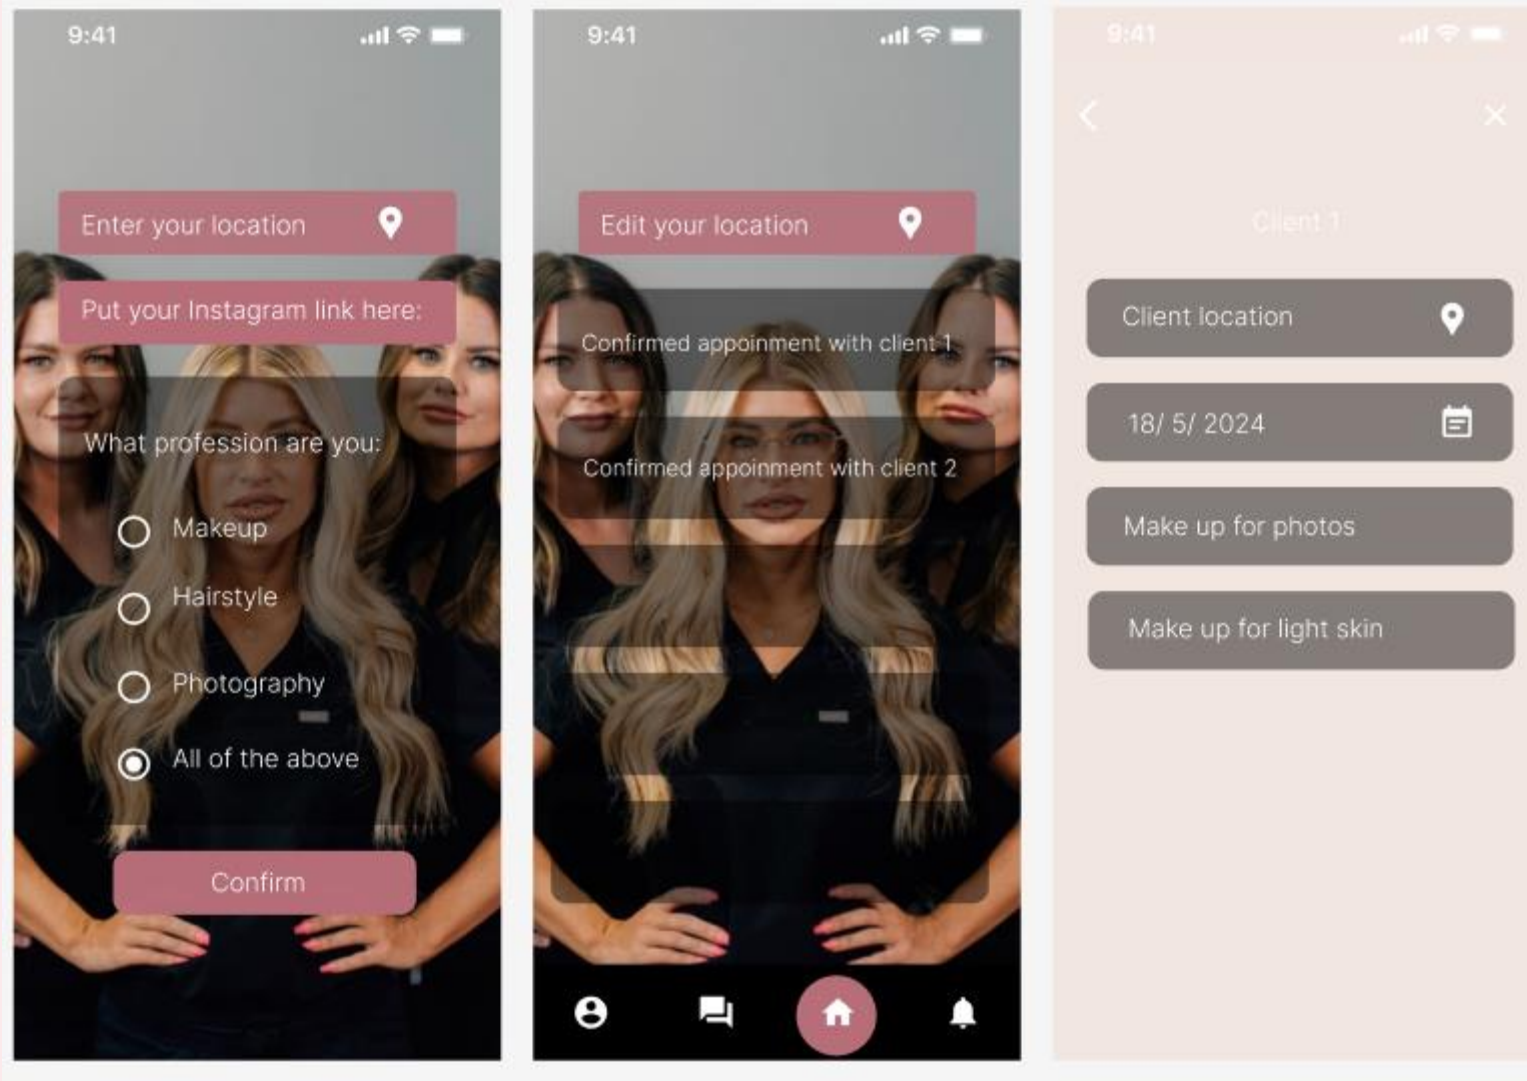 9:41
Enter your location
Put your Instagram link here:
What profession are you:
Makeup
Hairstyle
Photography
All of the above
Confirm
9:41
Edit your location
Confirmed appoinment with client 1
Confirmed appoinment with client 2
9:41
Client 1
Client location
18/ 5/ 2024
Make up for photos
Make up for light skin